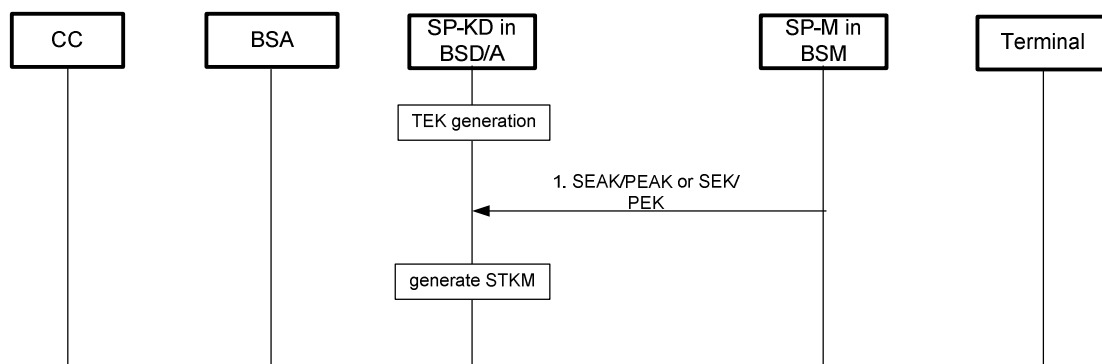 CC
BSA
SP-KD in
BSD/A
SP-M in
BSM
Terminal
TEK generation
1. SEAK/PEAK or SEK/
PEK
generate STKM